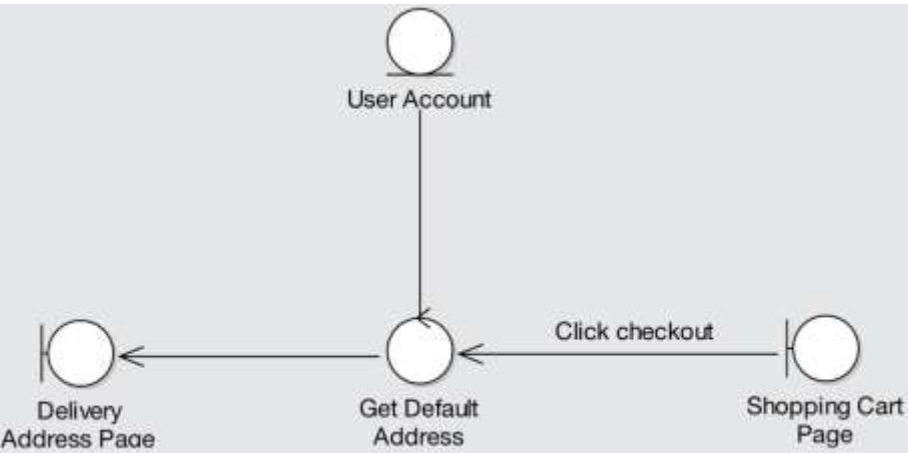 User Account
Click checkout
Delivery
Address Page
Get Default
Address
Shopping Cart
Page